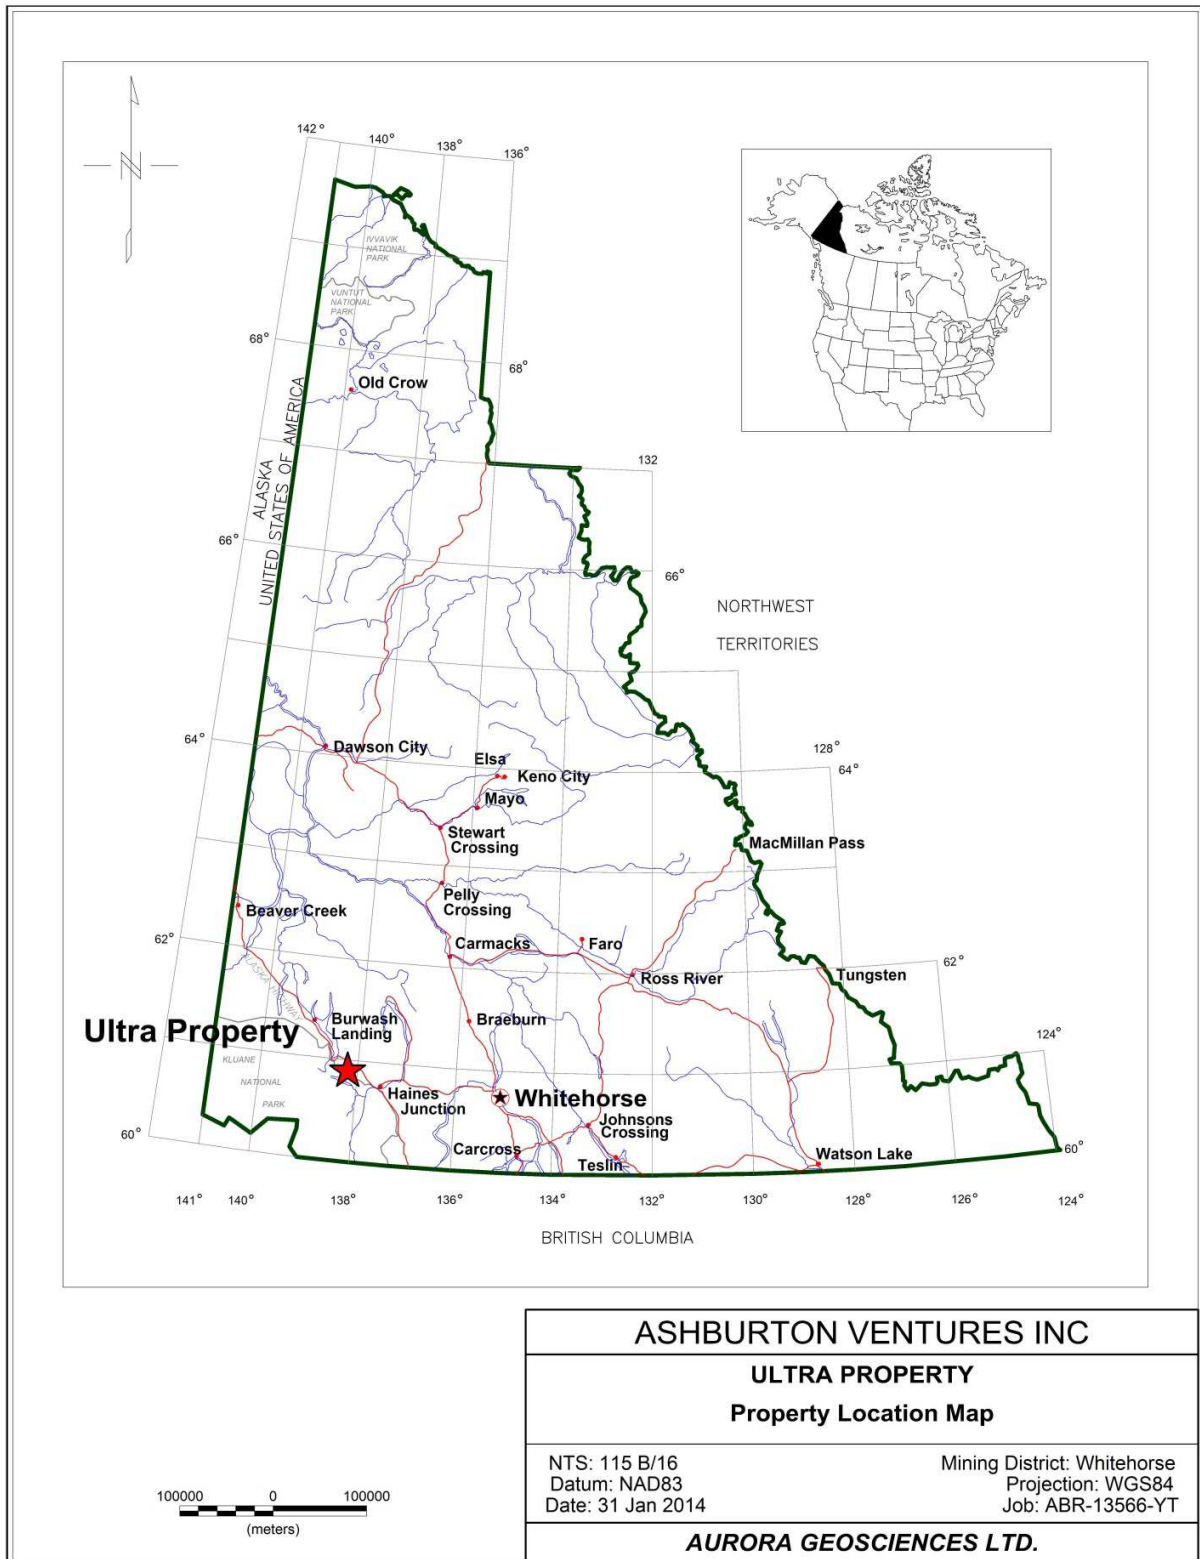 142°
140°
138°
136°
N
IVVAVIK
NATIONAL
PARK
VUNTUT
NATIONAL
PARK
68°
68°
Old Crow
ALASKA
UNITED STATES OF AMERICA
132
66°
66°
NORTHWEST
TERRITORIES
64°
Dawson City
128°
64°
Elsa
Keno City
Mayo
Stewart
Crossing
MacMillan Pass
Pelly
Crossing
Beaver Creek
62°
Carmacks
Faro
62°
Ross River
Tungsten
ALASKA HIGHWAY
Ultra Property
Burwash
Landing
Braeburn
124°
KLUANE
NATIONAL
PARK
Haines
Junction
Whitehorse
Johnsons
Crossing
60°
Carcross
Teslin
Watson Lake
60°
141°
140°
138°
136°
134°
132°
130°
128°
126°
124°
BRITISH COLUMBIA
ASHBURTON VENTURES INC
ULTRA PROPERTY
Property Location Map
NTS: 115 B/16
Mining District: Whitehorse
Datum: NAD83
Projection: WGS84
Date: 31 Jan 2014
Job: ABR-13566-YT
AURORA GEOSCIENCES LTD.
100000 0 100000
(meters)